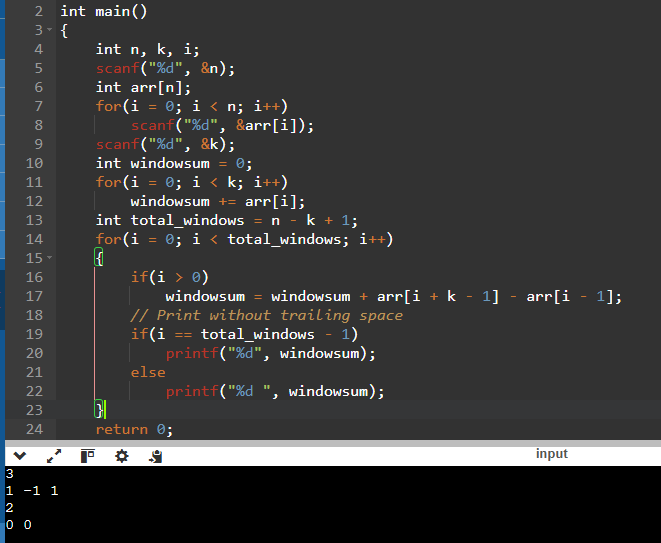 2 int main()
3 {
4 int n, k, i;
5 scanf("%d", &n);
6 int arr[n];
7 for(i = 0; i < n; i++)
8 scanf("%d", &arr[i]);
9 scanf("%d", &k);
10 int windowsum = 0;
11 for(i = 0; i < k; i++)
12 windowsum += arr[i];
13 int total_windows = n - k + 1;
14 for(i = 0; i < total_windows; i++)
15 {
16 if(i > 0)
17 windowsum = windowsum + arr[i + k - 1] - arr[i - 1];
18 // Print without trailing space
19 if(i == total_windows - 1)
20 printf("%d", windowsum);
21 else
22 printf("%d ", windowsum);
23 }
24 return 0;
input
3
1 -1 1
2
0 0